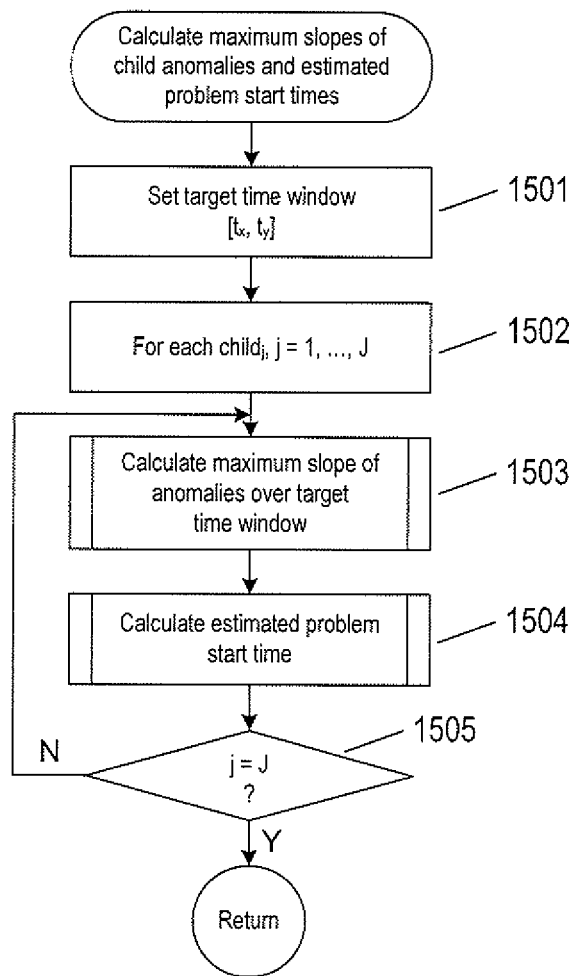 Calculate maximum slopes of
child anomalies and estimated
problem start times
Set target time window
[tₓ, tᵧ]
1501
For each childⱼ, j = 1, …, J
1502
Calculate maximum slope of
anomalies over target
time window
1503
Calculate estimated problem
start time
1504
1505
N
j = J
?
Y
Return